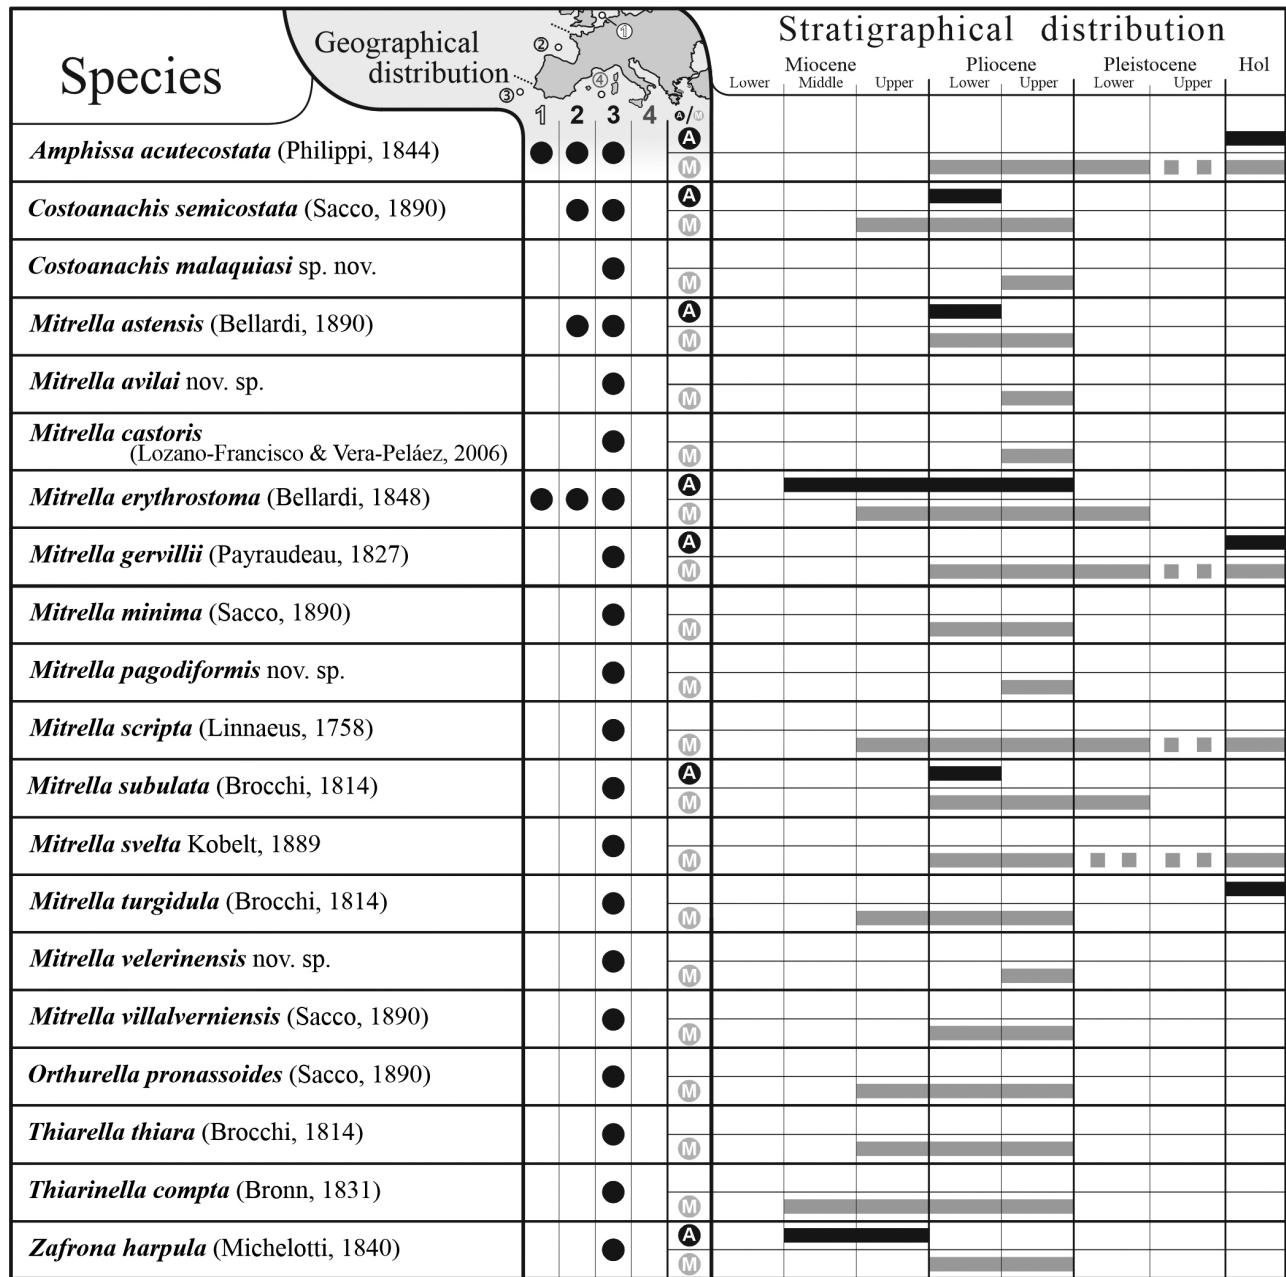 Species
Geographical
distribution
1
2
3
4
1 2 3 4 A/M
Stratigraphical distribution
Miocene Pliocene Pleistocene Hol
Lower Middle Upper Lower Upper Lower Upper
Amphissa acutecostata (Philippi, 1844) A
M
Costoanachis semicostata (Sacco, 1890) A
M
Costoanachis malaquiasi sp. nov.
M
Mitrella astensis (Bellardi, 1890) A
M
Mitrella avilai nov. sp.
M
Mitrella castoris
(Lozano-Francisco & Vera-Peláez, 2006)
M
Mitrella erythrostoma (Bellardi, 1848) A
M
Mitrella gervillii (Payraudeau, 1827) A
M
Mitrella minima (Sacco, 1890)
M
Mitrella pagodiformis nov. sp.
M
Mitrella scripta (Linnaeus, 1758)
M
Mitrella subulata (Brocchi, 1814) A
M
Mitrella svelta Kobelt, 1889
M
Mitrella turgidula (Brocchi, 1814)
M
Mitrella velerinensis nov. sp.
M
Mitrella villalverniensis (Sacco, 1890)
M
Orthurella pronassoides (Sacco, 1890)
M
Thiarella thiara (Brocchi, 1814)
M
Thiarinella compta (Bronn, 1831)
M
Zafrona harpula (Michelotti, 1840) A
M